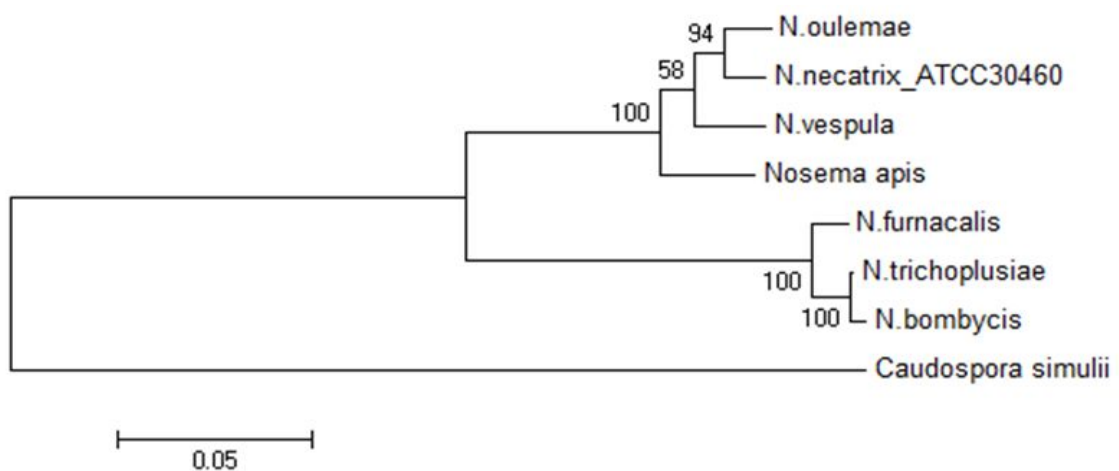 94
N.oulemae
58
N.necatrix_ATCC30460
100
N.vespula
Nosema apis
N.furnacalis
100
N.trichoplusiae
100
N.bombycis
Caudospora simulii
0.05